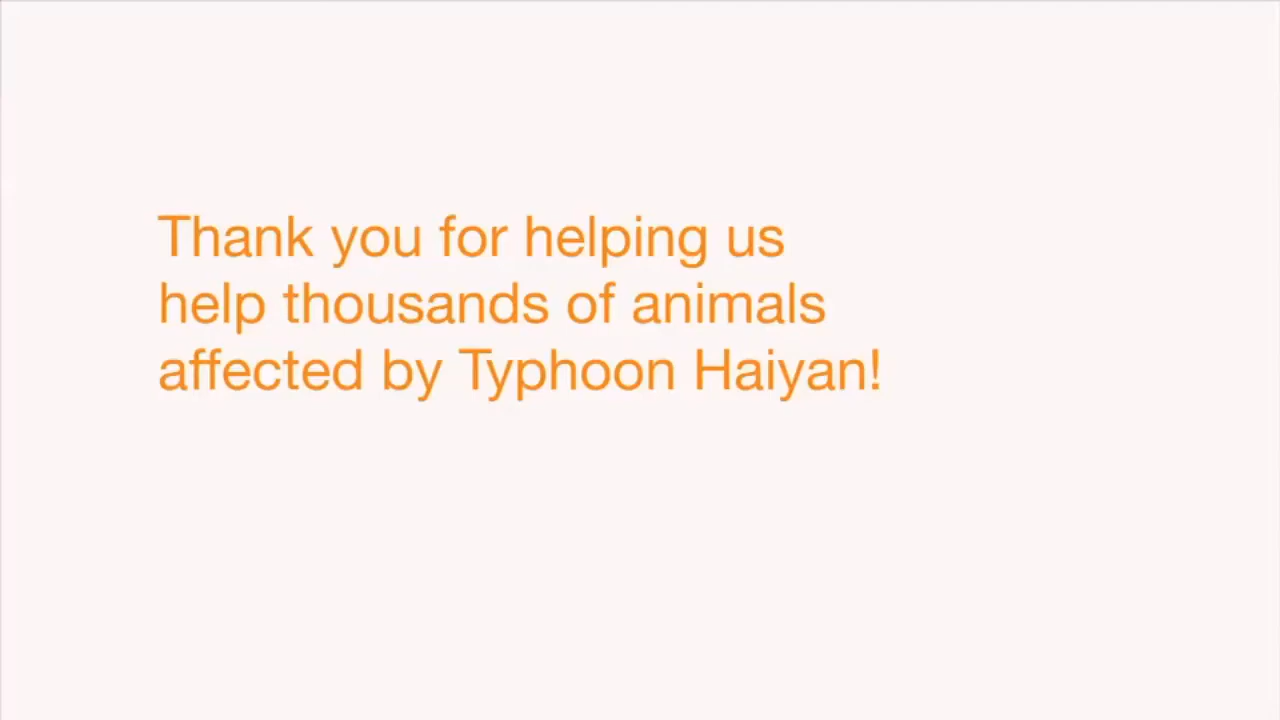 Thank you for helping us
help thousands of animals
affected by Typhoon Haiyan!